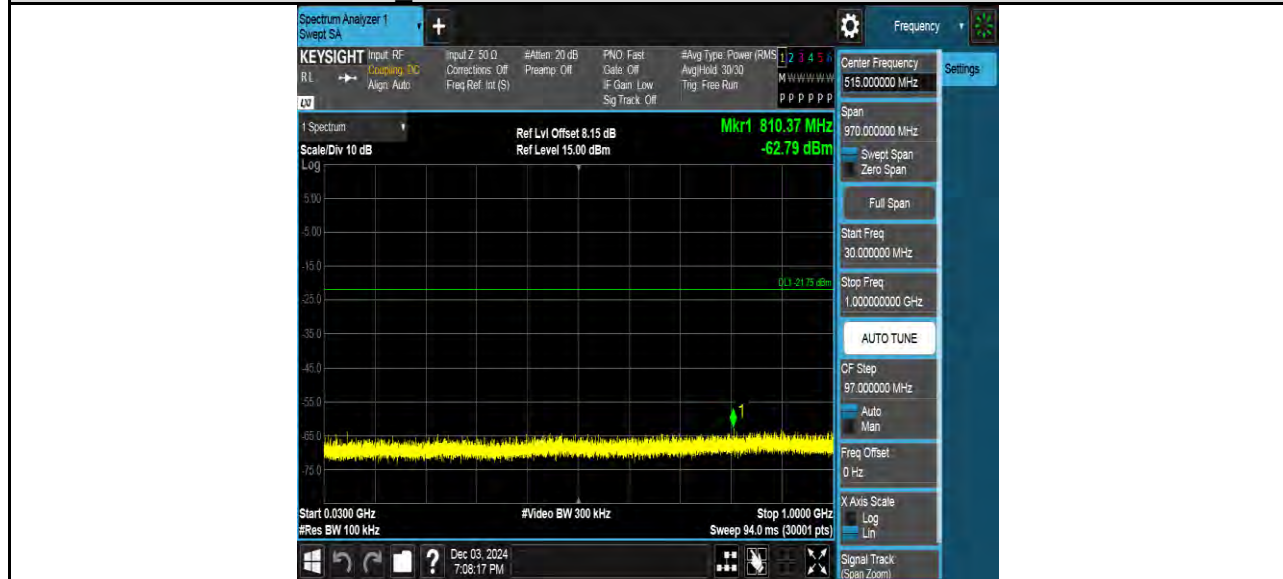 Spectrum Analyzer 1
Swept SA
+
Frequency
KEYSIGHT Input: RF
RL
Coupling: DC
Align: Auto
LXI
Input Z: 50 Ω
Corrections: Off
Freq Ref: Int (S)
#Atten: 20 dB
Preamp: Off
PNO: Fast
Gate: Off
IF Gain: Low
Sig Track: Off
#Avg Type: Power (RMS
Avg|Hold: 30/30
Trig: Free Run
1 2 3 4 5 6
M W W W W W
P P P P P P
1 Spectrum
Scale/Div 10 dB
Ref Lvl Offset 8.15 dB
Ref Level 15.00 dBm
Mkr1 810.37 MHz
-62.79 dBm
Log
5.00
-5.00
-15.0
DL1 -21.75 dBm
-25.0
-35.0
-45.0
-55.0
1
-65.0
-75.0
Start 0.0300 GHz
#Res BW 100 kHz
#Video BW 300 kHz
Stop 1.0000 GHz
Sweep 94.0 ms (30001 pts)
?
Dec 03, 2024
7:08:17 PM
Center Frequency
515.000000 MHz
Settings
Span
970.000000 MHz
Swept Span
Zero Span
Full Span
Start Freq
30.000000 MHz
Stop Freq
1.000000000 GHz
AUTO TUNE
CF Step
97.000000 MHz
Auto
Man
Freq Offset
0 Hz
X Axis Scale
Log
Lin
Signal Track
(Span Zoom)